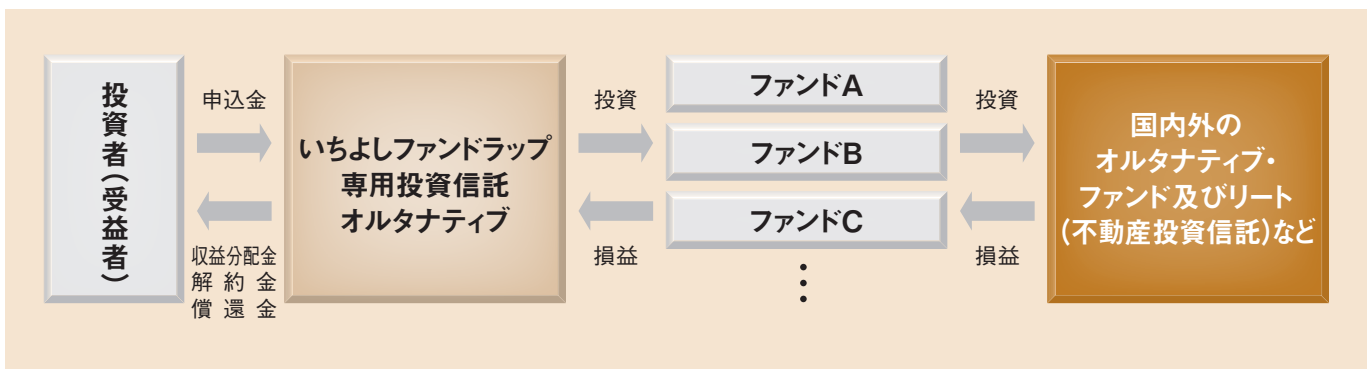 投資者(受益者)
申込金
収益分配金
解約金
償還金
いちよしファンドラップ
専用投資信託
オルタナティブ
投資
損益
ファンドA
ファンドB
ファンドC
⋮
投資
損益
国内外の
オルタナティブ・
ファンド及びリート
(不動産投資信託)など